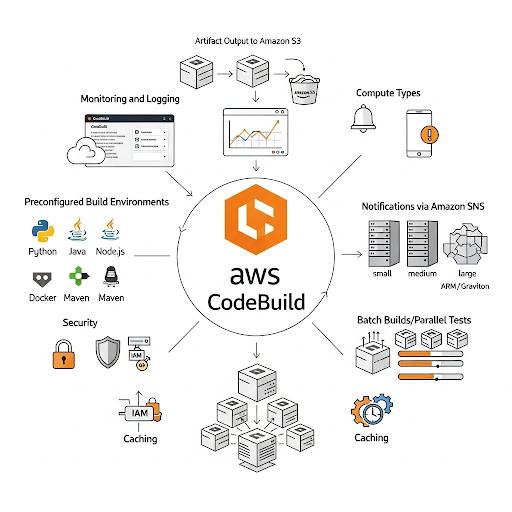 Artifact Output to Amazon S3
AMAZON S3
Monitoring and Logging
CodeBUILD
Compute Types
Preconfigured Build Environments
Python Java Node.js
Docker Maven Maven
aws
CodeBuild
Notifications via Amazon SNS
small medium large
ARM/Graviton
Security
IAM
IAM
Caching
Batch Builds/Parallel Tests
Caching